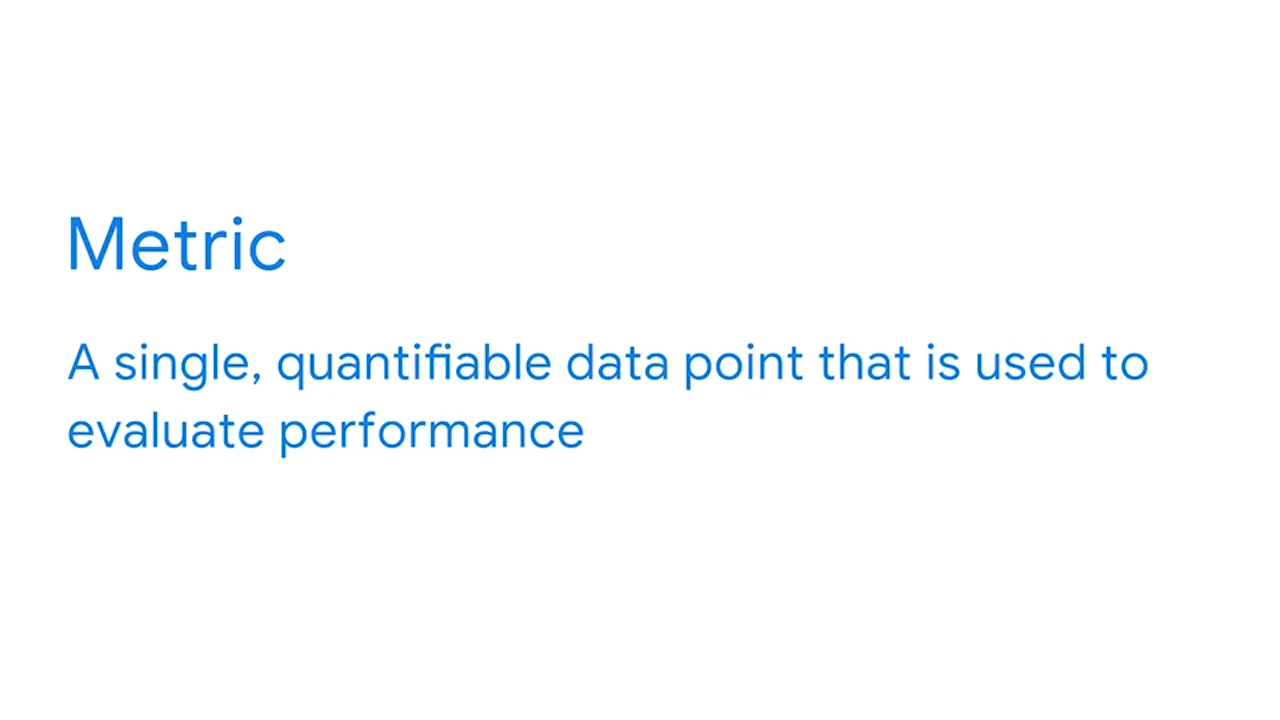 Metric
A single, quantifiable data point that is used to
evaluate performance